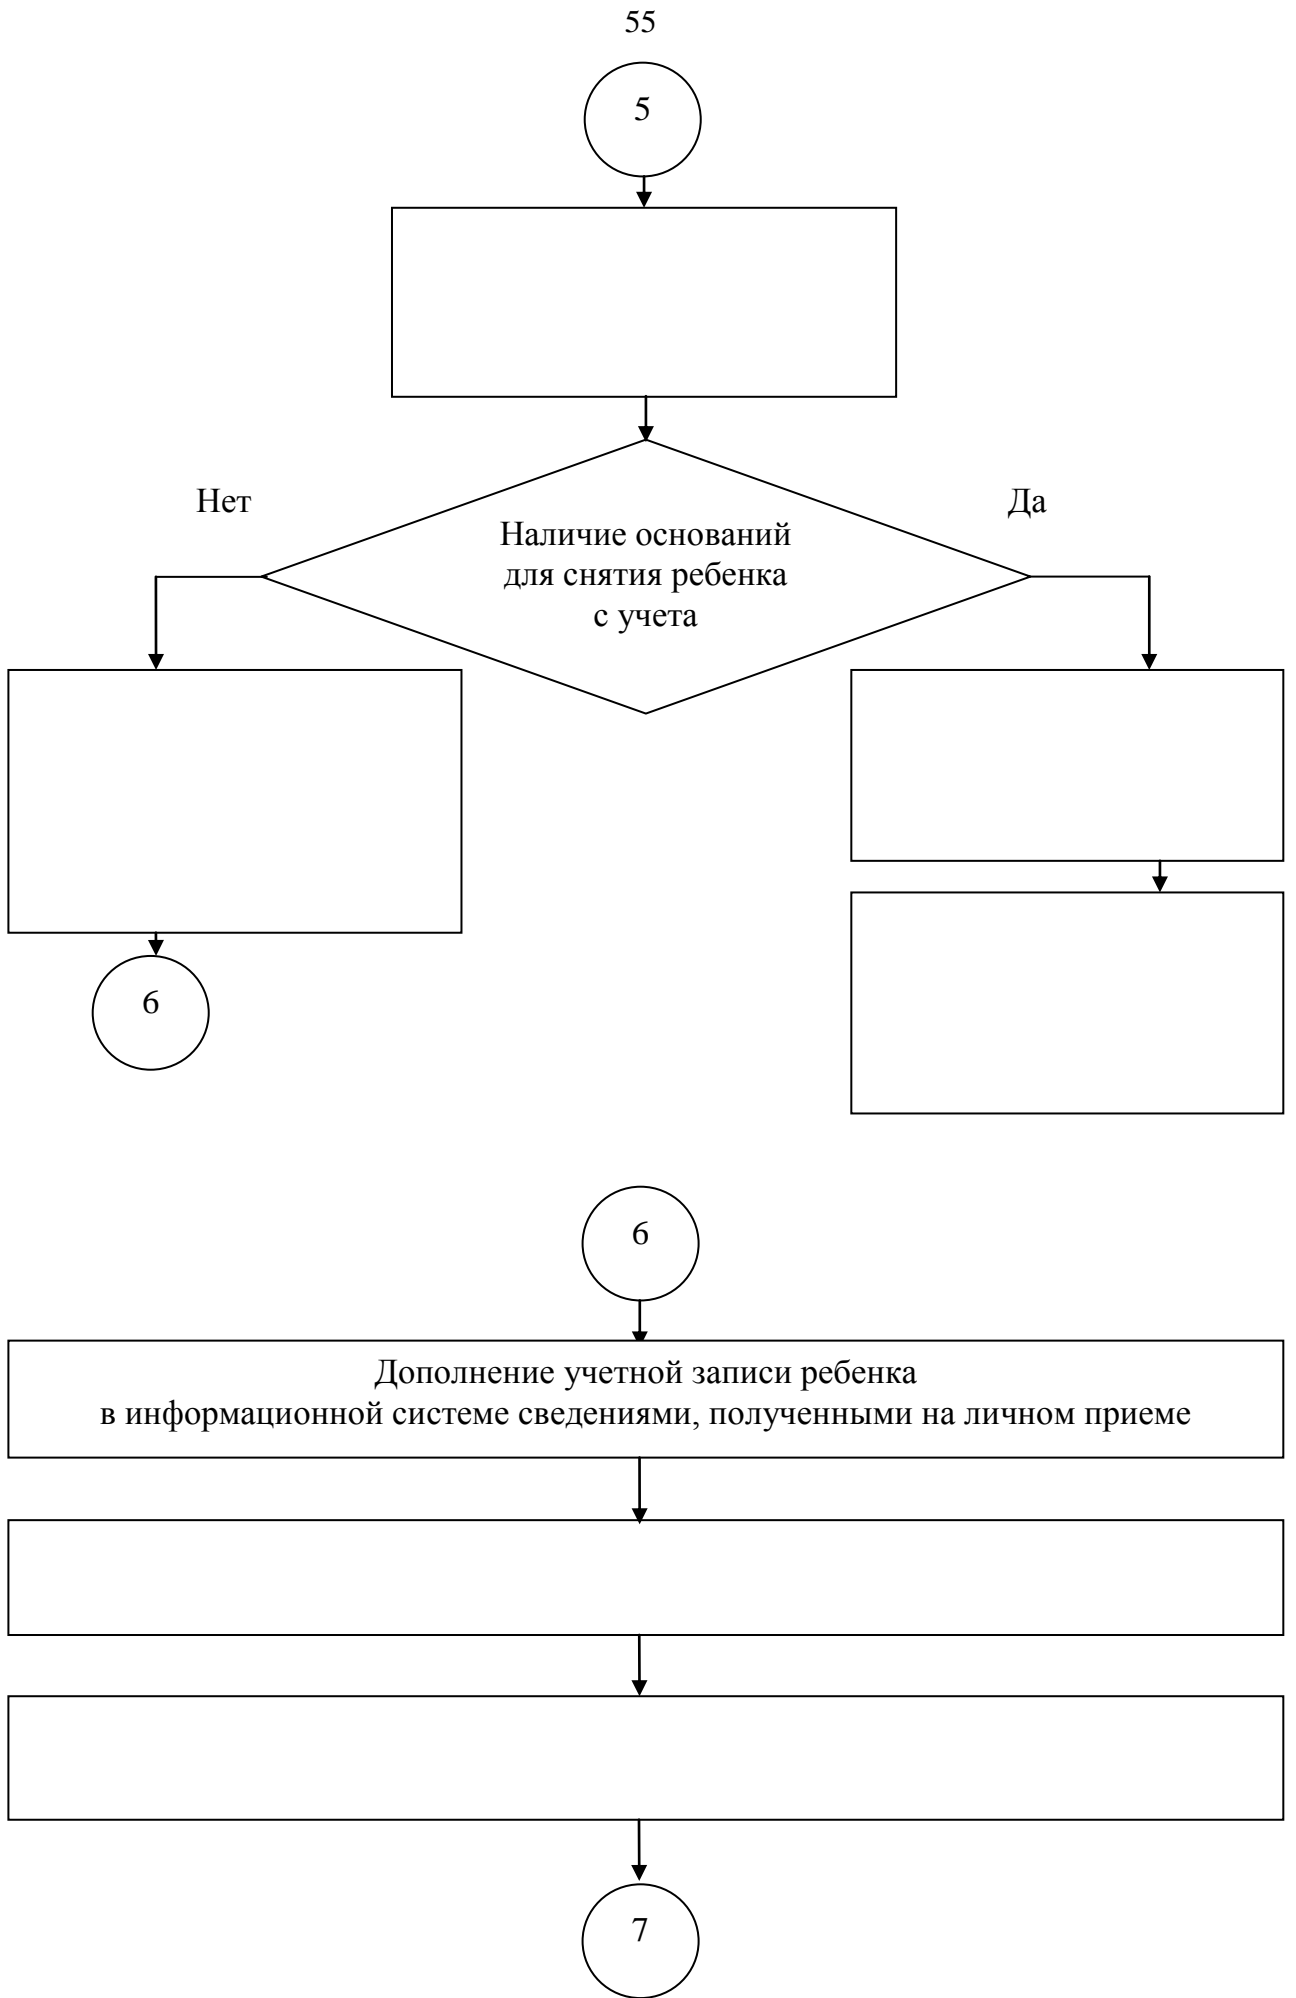 55
5
Нет
Да
Наличие оснований
для снятия ребенка
с учета
6
6
Дополнение учетной записи ребенка
в информационной системе сведениями, полученными на личном приеме
7